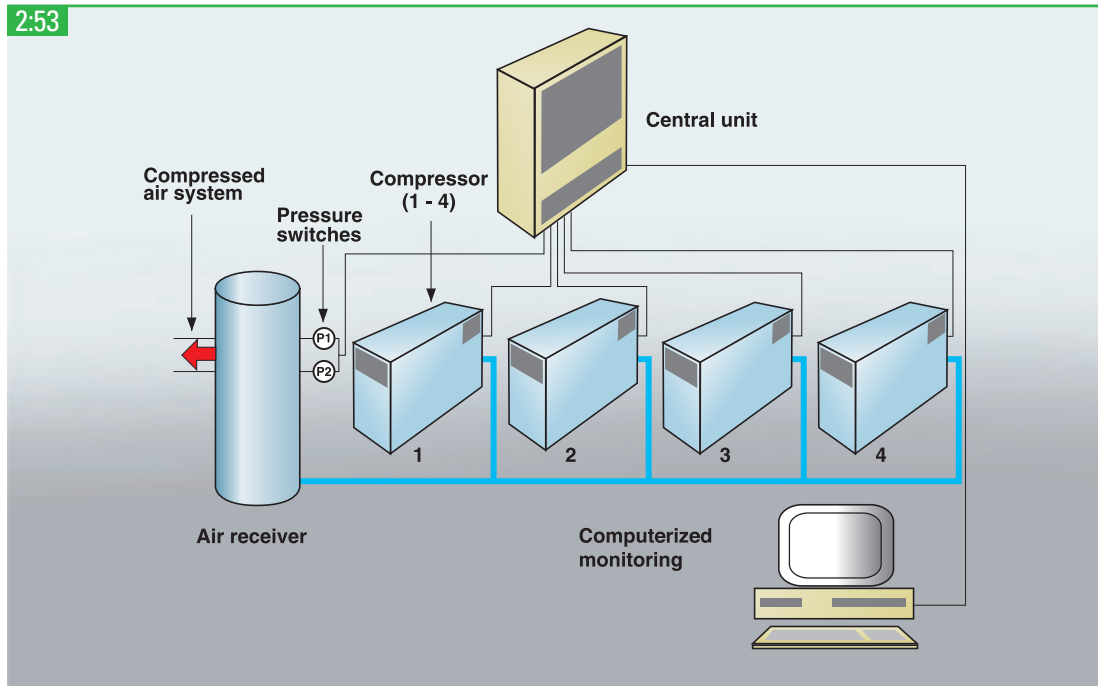 2:53
Central unit
Compressed
air system
Compressor
(1 - 4)
Pressure
switches
P1
P2
1
2
3
4
Air receiver
Computerized
monitoring